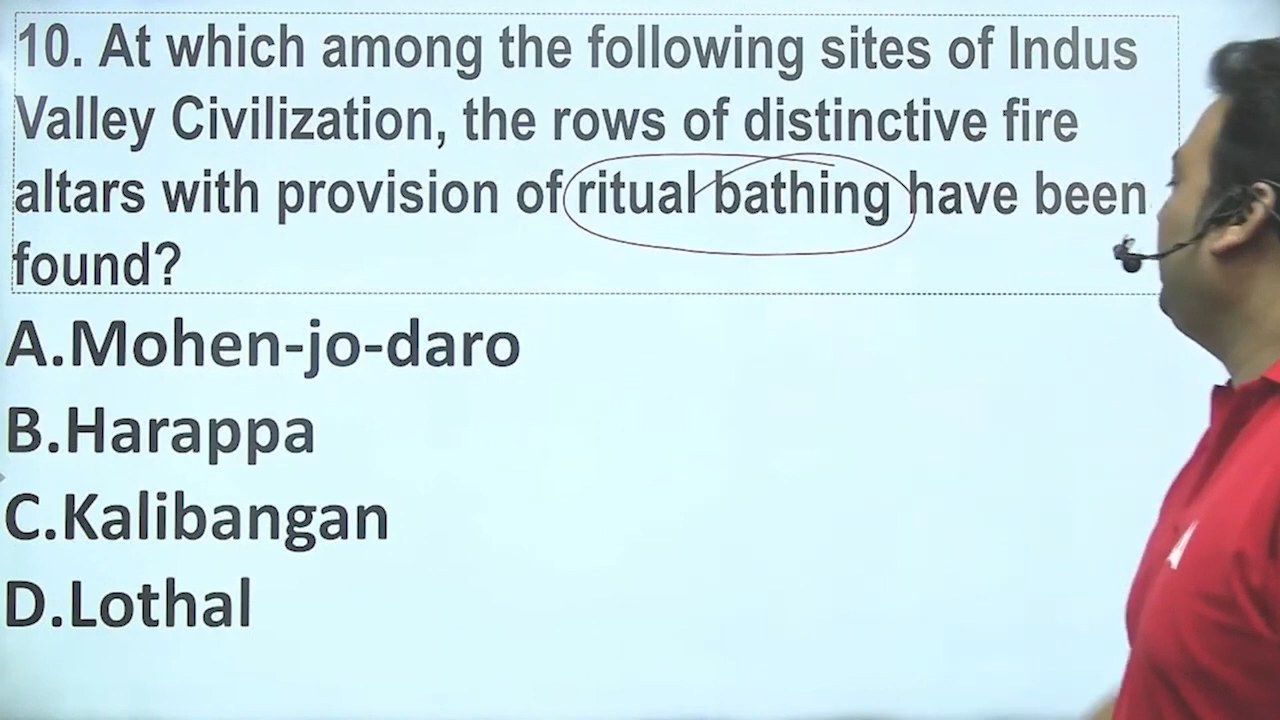 10. At which among the following sites of Indus
Valley Civilization, the rows of distinctive fire
altars with provision of ritual bathing have been
found?
A.Mohen-jo-daro
B.Harappa
C.Kalibangan
D.Lothal